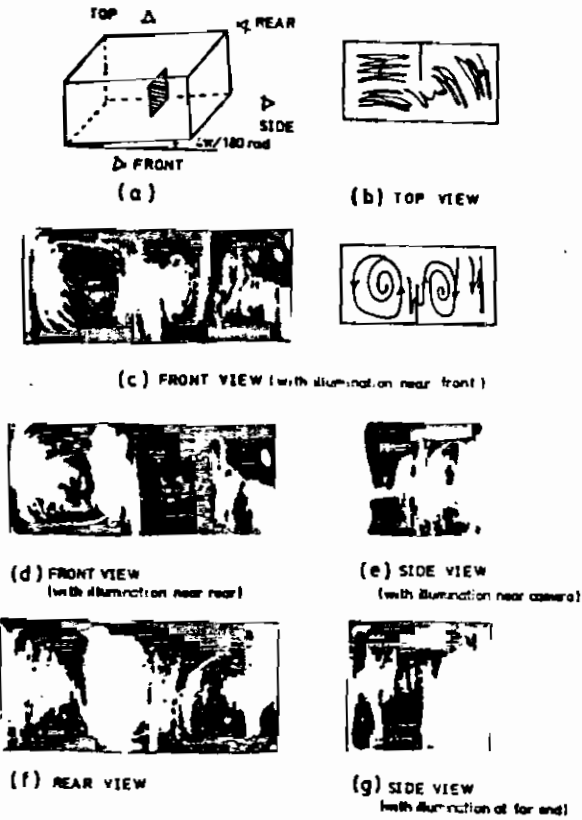 TOP
REAR
SIDE
4π/180 rad
FRONT
(a)
(b) TOP VIEW
(c) FRONT VIEW (with illumination near front)
(d) FRONT VIEW
(with illumination near rear)
(e) SIDE VIEW
(with illumination near camera)
(f) REAR VIEW
(g) SIDE VIEW
(with illumination at far end)